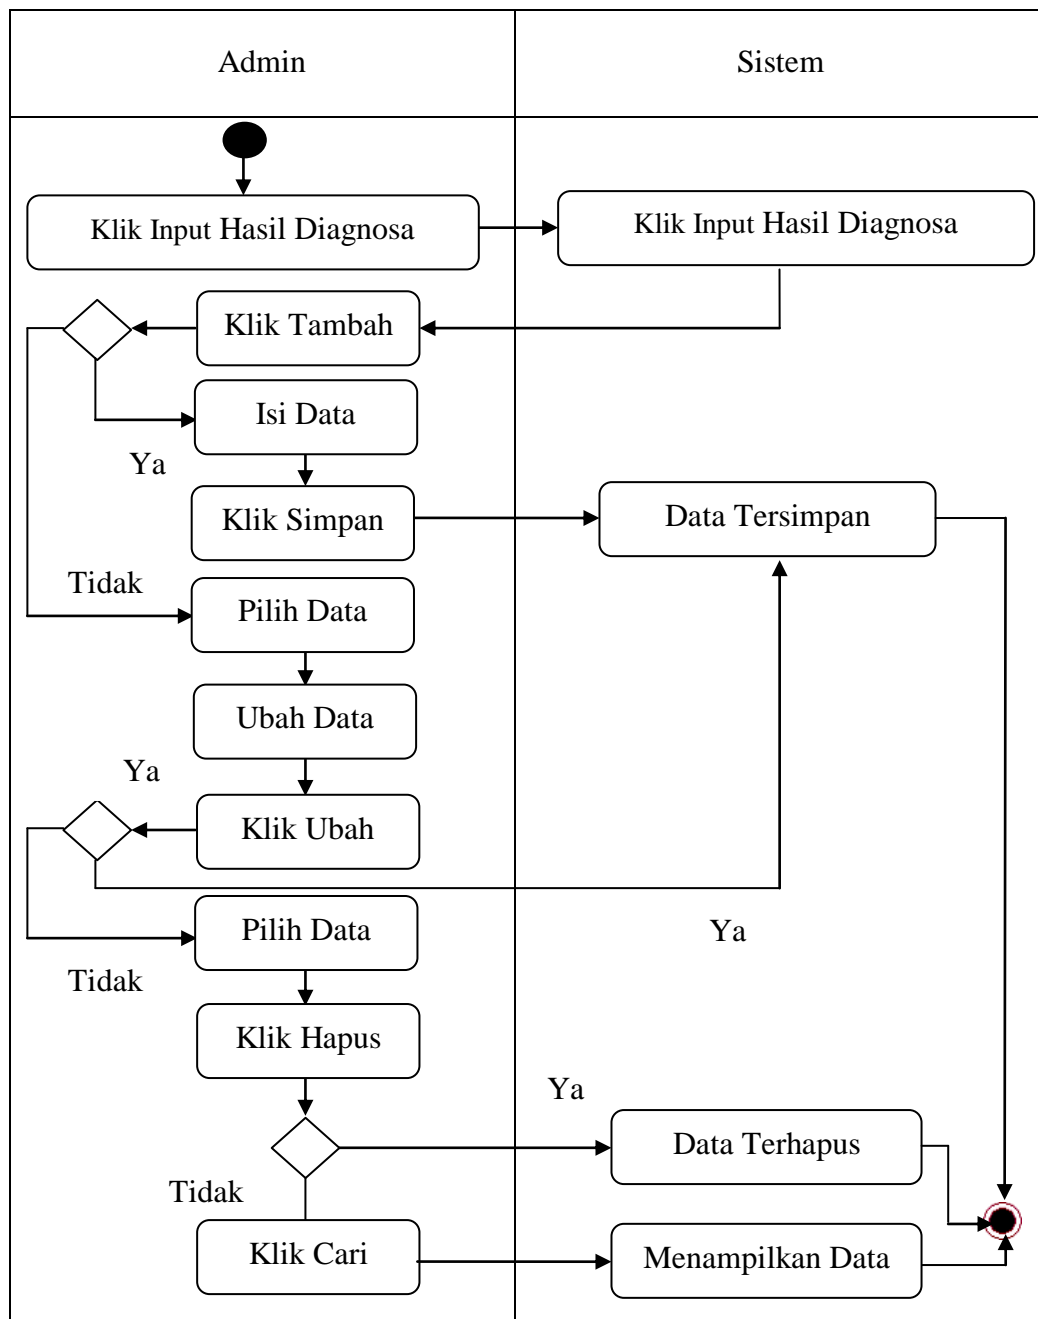 Admin
Sistem
Klik Input Hasil Diagnosa
Klik Input Hasil Diagnosa
Klik Tambah
Isi Data
Ya
Klik Simpan
Data Tersimpan
Tidak
Pilih Data
Ubah Data
Ya
Klik Ubah
Pilih Data
Ya
Tidak
Klik Hapus
Ya
Data Terhapus
Tidak
Klik Cari
Menampilkan Data